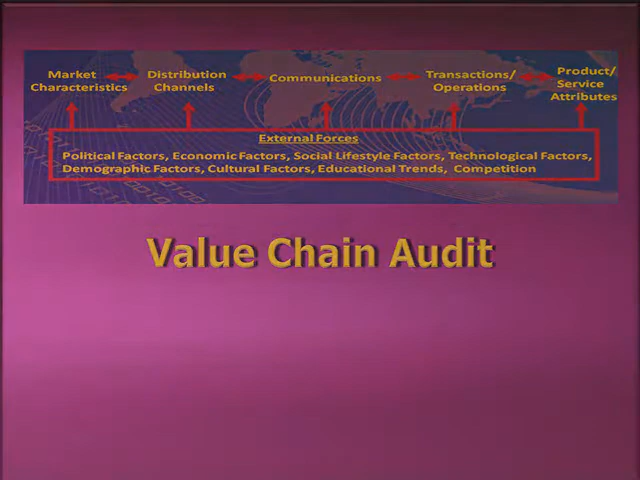 Market Characteristics
Distribution Channels
Communications
Transactions/ Operations
Product/ Service Attributes
External Forces
Political Factors, Economic Factors, Social Lifestyle Factors, Technological Factors,
Demographic Factors, Cultural Factors, Educational Trends, Competition
Value Chain Audit